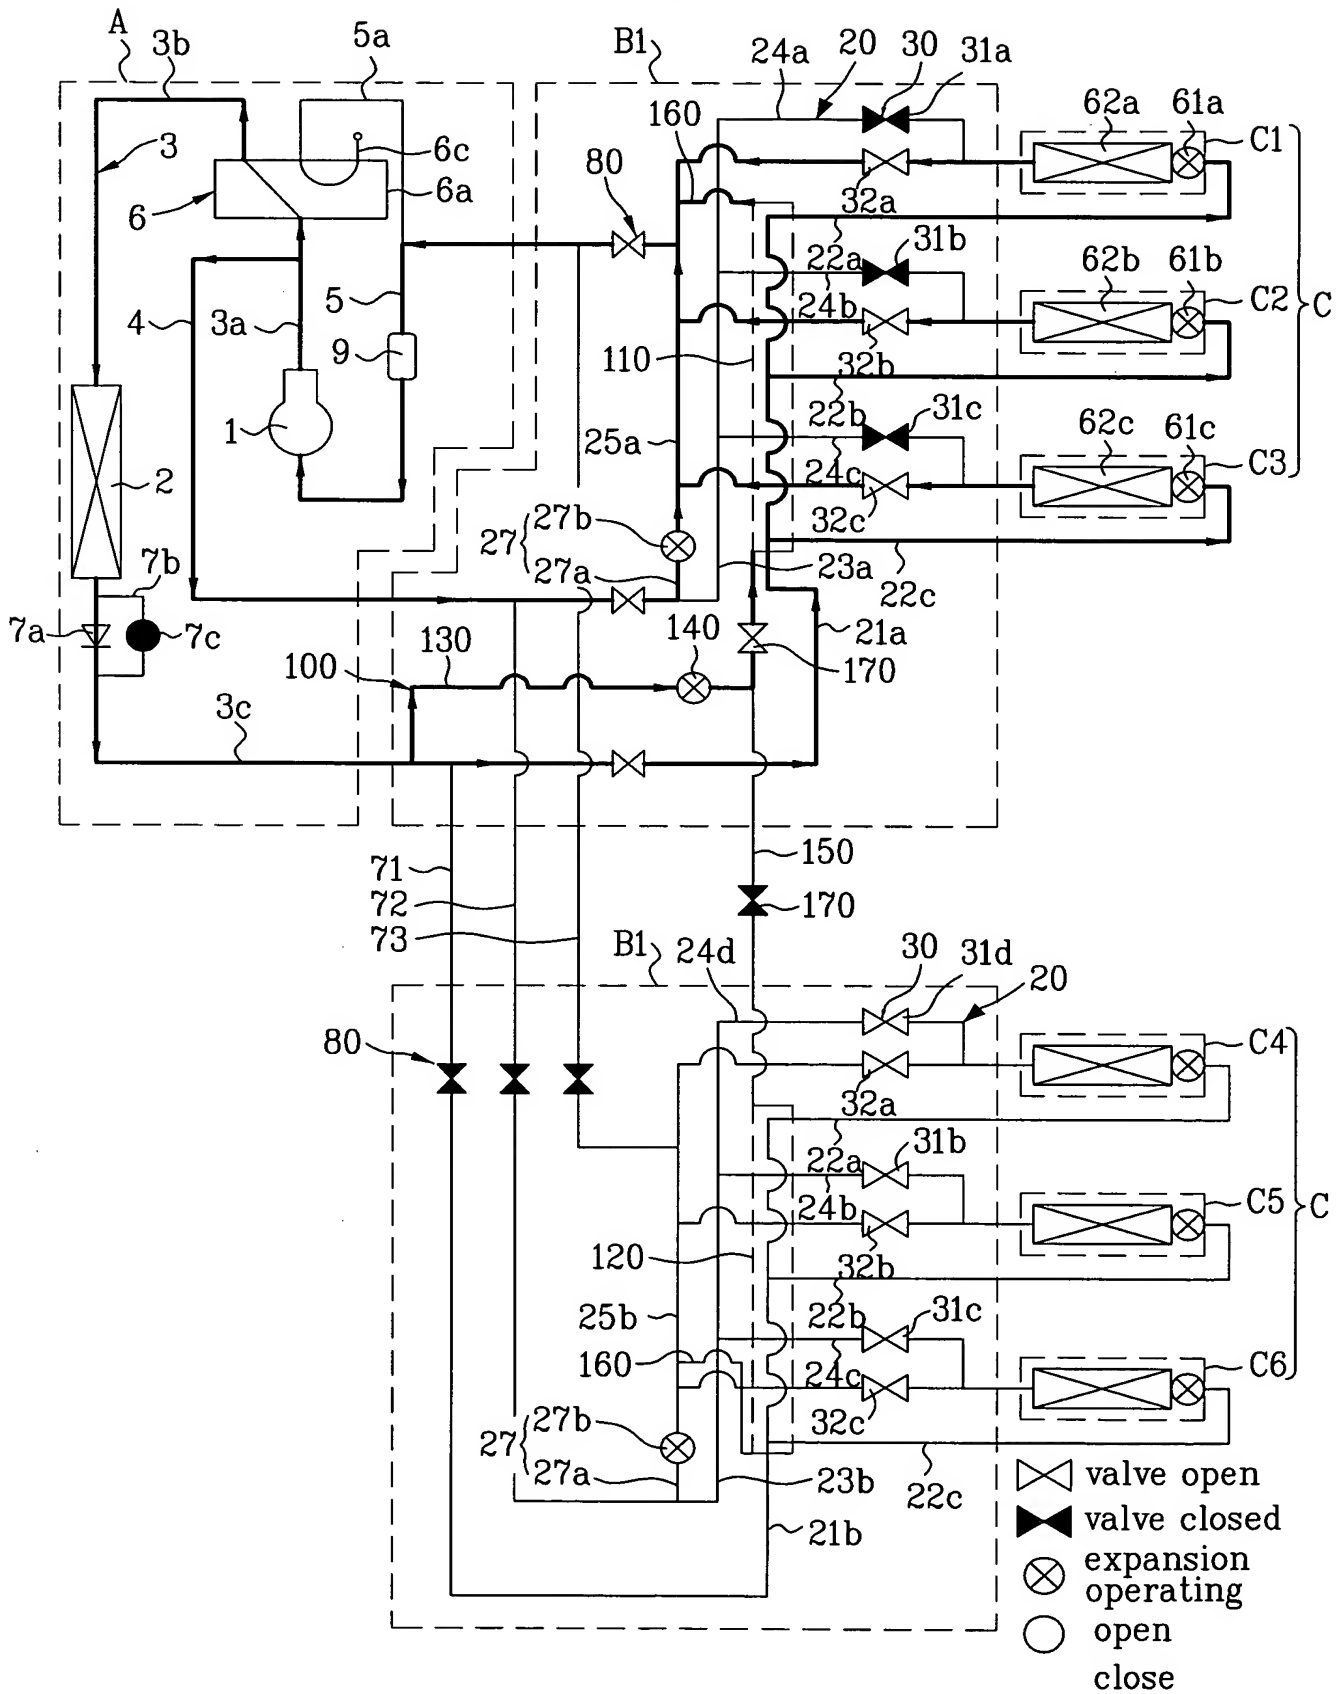 A
3b
5a
B1
24a
20
30
31a
62a
61a
C1
C
160
3
6c
80
6
6a
32a
22a
31b
62b
61b
C2
4
3a
5
24b
9
110
32b
22b
31c
62c
61c
C3
1
25a
24c
2
27
27b
32c
27a
23a
22c
7b
7a
7c
140
21a
100
130
170
3c
71
150
72
170
73
B1
24d
30
31d
20
80
C4
C
32a
22a
31b
24b
C5
120
32b
25b
22b
31c
160
24c
C6
27
27b
32c
27a
23b
22c
21b
valve open
valve closed
expansion
operating
open
close